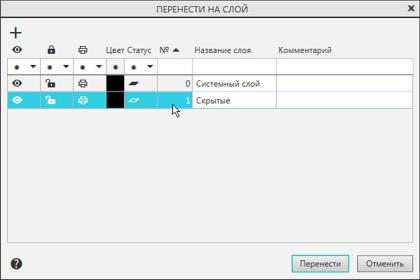 ПЕРЕНЕСТИ НА СЛОЙ
Цвет Статус № Название слоя Комментарий
0 Системный слой
1 Скрытые
Перенести Отменить